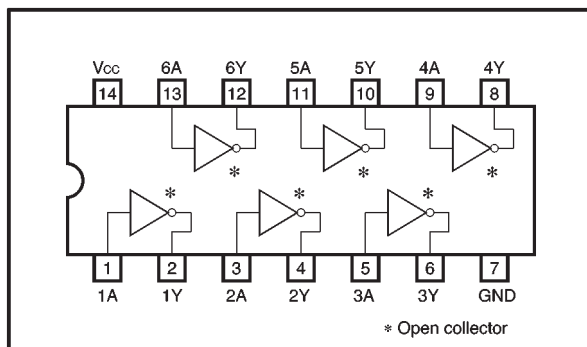 Vcc 6A 6Y 5A 5Y 4A 4Y
14 13 12 11 10 9 8
* * *
* * *
1 2 3 4 5 6 7
1A 1Y 2A 2Y 3A 3Y GND
* Open collector